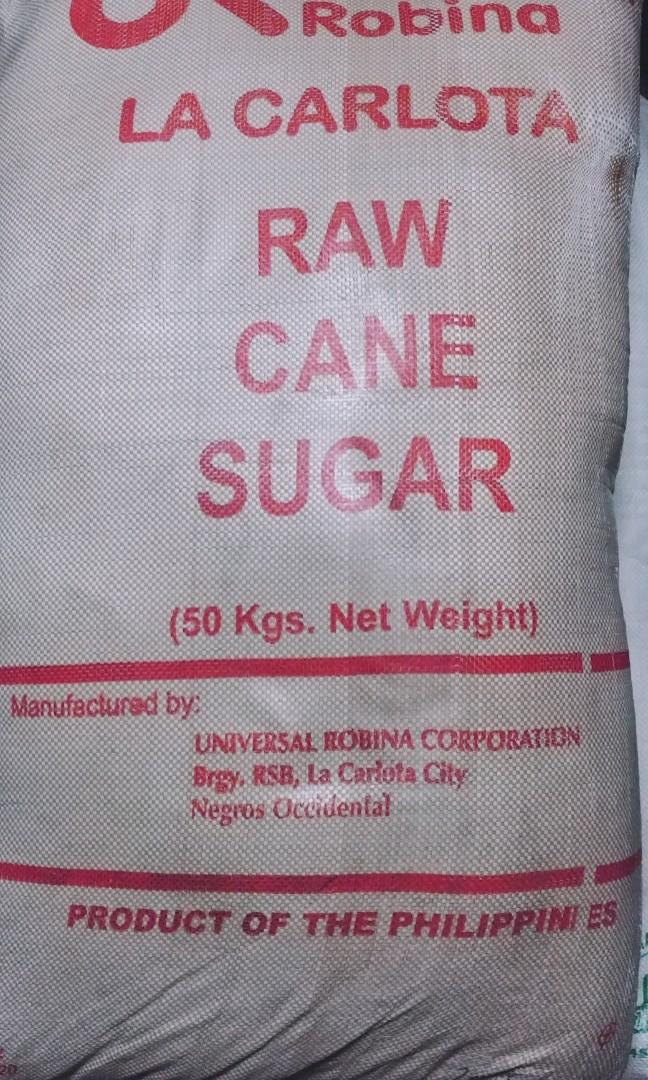 Robina
LA CARLOTA
RAW
CANE
SUGAR
(50 Kgs. Net Weight)
Manufactured by:
UNIVERSAL ROBINA CORPORATION
Brgy. RSB, La Carlota City
Negros Occidental
PRODUCT OF THE PHILIPPINES